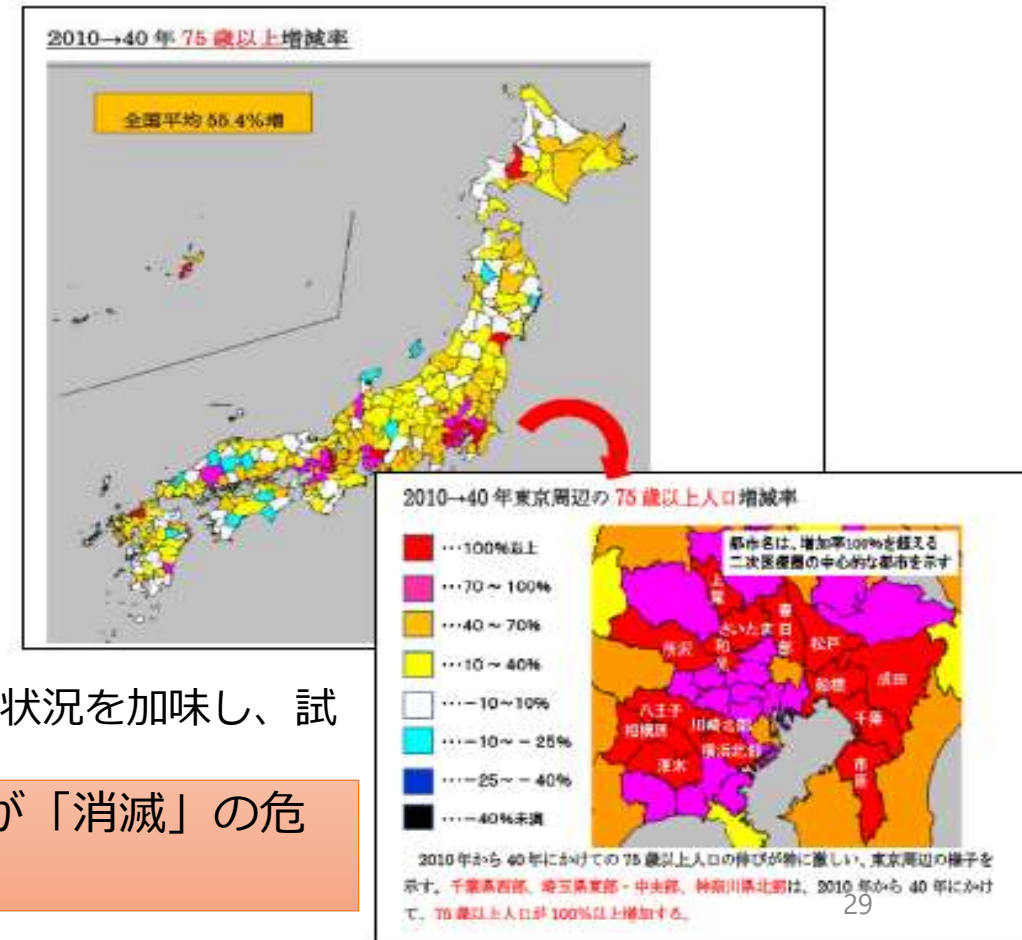 2010→40 年 75 歳以上増減率
全国平均 55.4%増
2010→40 年東京周辺の 75 歳以上人口増減率
…100%以上
…70 ~ 100%
…40 ~ 70%
…10 ~ 40%
…-10~10%
…-10~ - 25%
…-25~ - 40%
…-40%未満
都市名は、増加率100%を超える
二次医療圏の中心的な都市を示す
上尾
春日部
さいたま
所沢
和光
松戸
船橋
成田
千葉
八王子
相模原
川崎北部
横浜北部
厚木
市原
2010 年から 40 年にかけての 75 歳以上人口の伸びが特に激しい、東京周辺の様子を
示す。千葉県西部、埼玉県東部・中央部、神奈川県北部は、2010 年から 40 年にかけ
て、75 歳以上人口が 100%以上増加する。
状況を加味し、試
が「消滅」の危
29